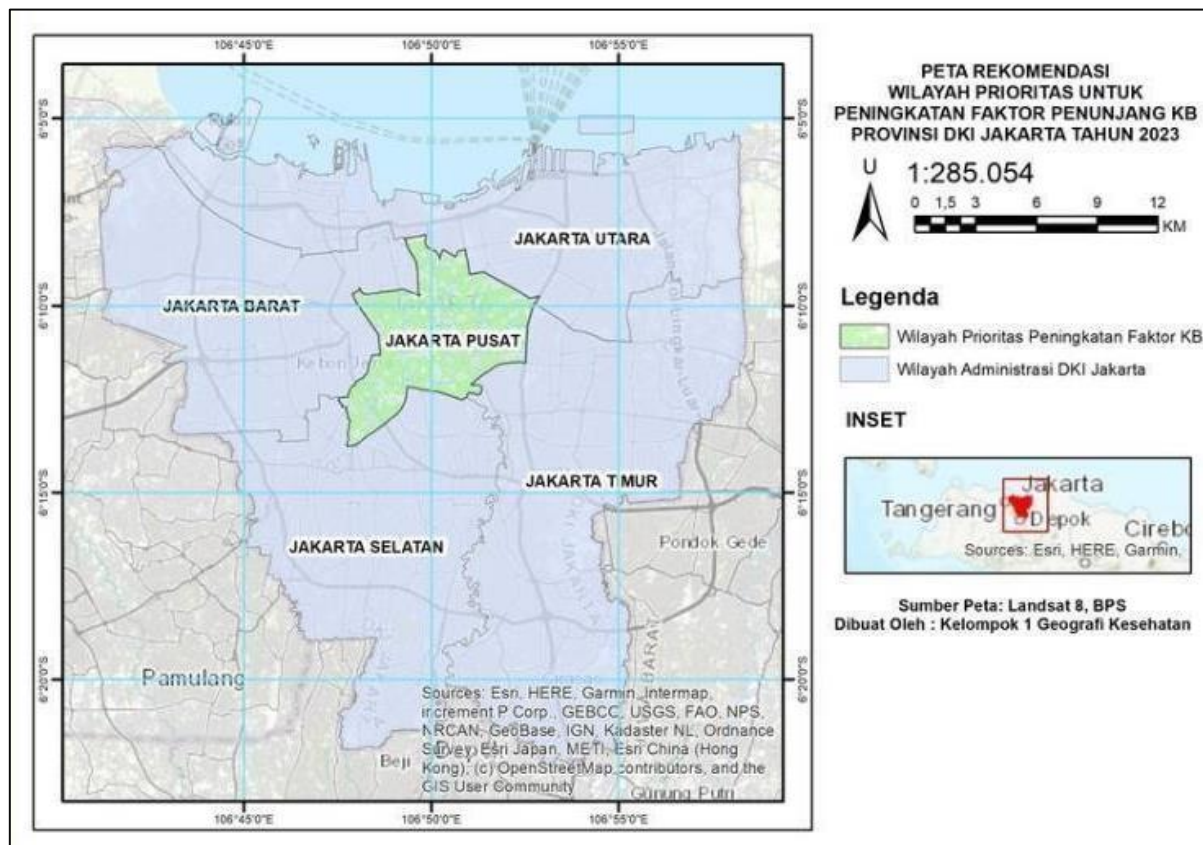 106°45'0"E 106°50'0"E 106°55'0"E
6°5'0"S
6°10'0"S
6°15'0"S
6°20'0"S
6°5'0"S
6°10'0"S
6°15'0"S
6°20'0"S
JAKARTA UTARA
JAKARTA BARAT
JAKARTA PUSAT
JAKARTA TIMUR
JAKARTA SELATAN
Pondok Gede
Pamulang
Beji
Gunung Putri
Sources: Esri, HERE, Garmin, Intermap,
increment P Corp., GEBCO, USGS, FAO, NPS,
NRCAN, GeoBase, IGN, Kadaster NL, Ordnance
Survey, Esri Japan, METI, Esri China (Hong
Kong), (c) OpenStreetMap contributors, and the
GIS User Community
106°45'0"E 106°50'0"E 106°55'0"E
PETA REKOMENDASI
WILAYAH PRIORITAS UNTUK
PENINGKATAN FAKTOR PENUNJANG KB
PROVINSI DKI JAKARTA TAHUN 2023
U
1:285.054
0 1,5 3 6 9 12
KM
Legenda
Wilayah Prioritas Peningkatan Faktor KB
Wilayah Administrasi DKI Jakarta
INSET
Jakarta
Tangerang
Depok
Cirebo
Sources: Esri, HERE, Garmin,
Sumber Peta: Landsat 8, BPS
Dibuat Oleh : Kelompok 1 Geografi Kesehatan